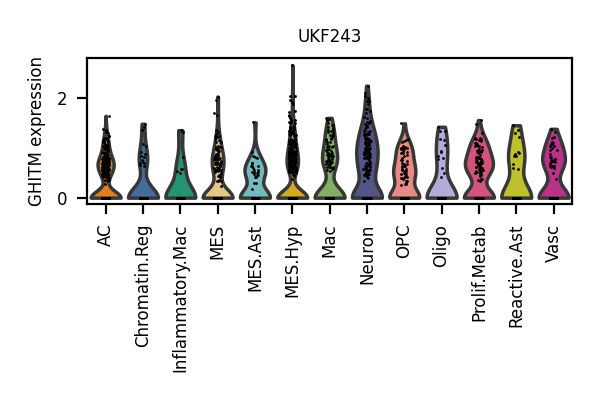 UKF243
GHITM expression
2
0
AC
Chromatin.Reg
Inflammatory.Mac
MES
MES.Ast
MES.Hyp
Mac
Neuron
OPC
Oligo
Prolif.Metab
Reactive.Ast
Vasc